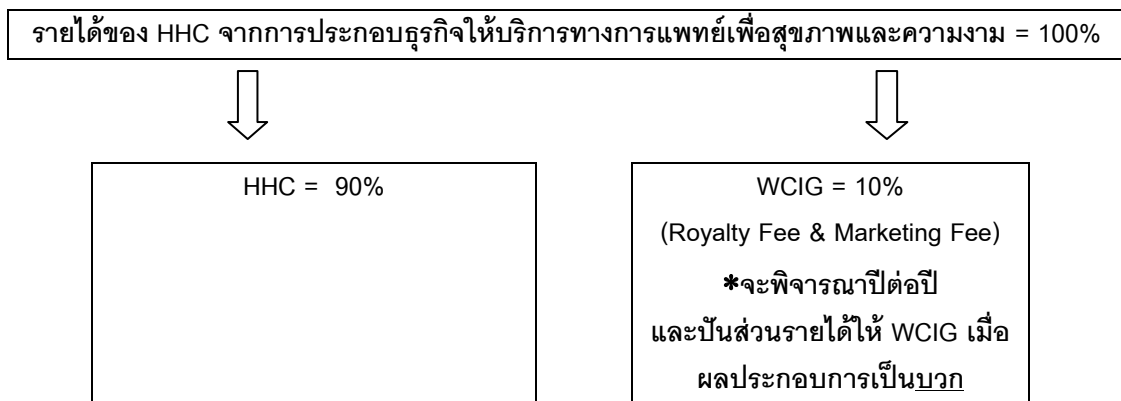 รายได้ของ HHC จากการประกอบธุรกิจให้บริการทางการแพทย์เพื่อสุขภาพและความงาม = 100%
HHC = 90%
WCIG = 10%
(Royalty Fee & Marketing Fee)
*จะพิจารณาปีต่อปี
และปันส่วนรายได้ให้ WCIG เมื่อ
ผลประกอบการเป็นบวก